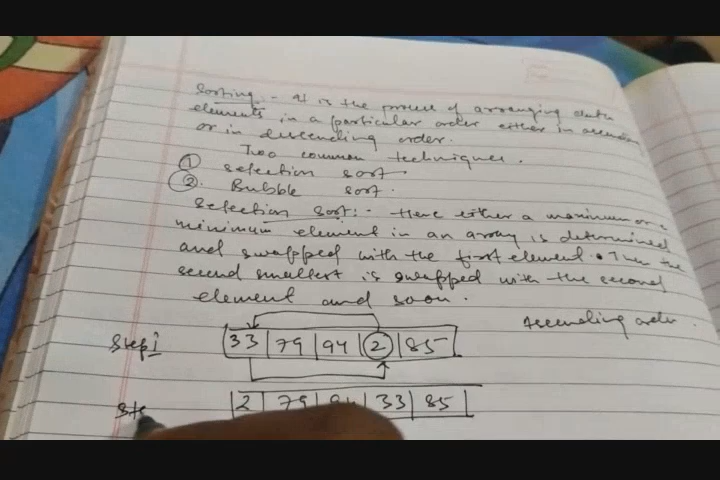 Sorting :- It is the process of arranging data
elements in a particular order either in ascending
or in descending order.
Two common techniques.
① Selection sort
② Bubble sort.
Selection sort :- Here either a maximum or a
minimum element in an array is determined
and swapped with the first element. Then the
second smallest is swapped with the second
element and so on.
Ascending order
Step 1 33 79 94 2 85
Ste 2 79 94 33 85